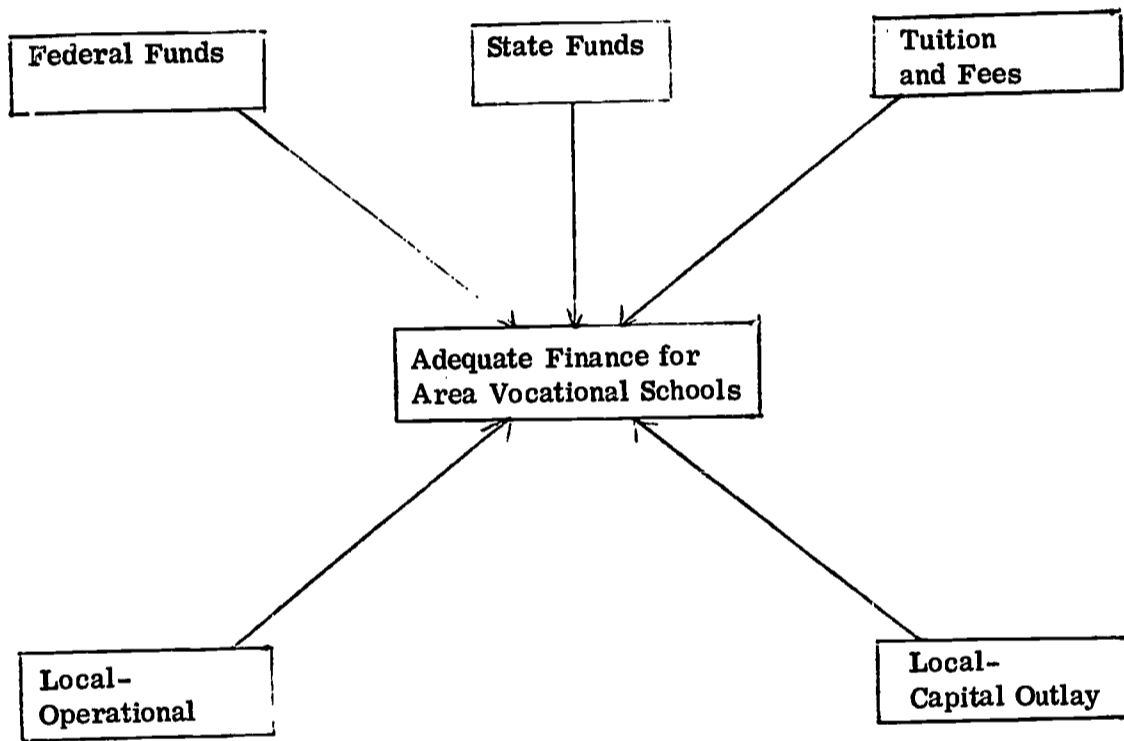 Federal Funds
State Funds
Tuition
and Fees
Adequate Finance for
Area Vocational Schools
Local-
Operational
Local-
Capital Outlay